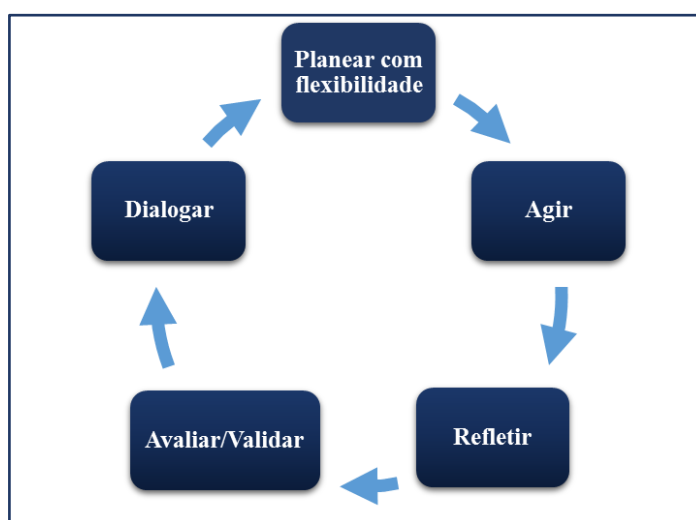 Planear com
flexibilidade
Agir
Refletir
Avaliar/Validar
Dialogar